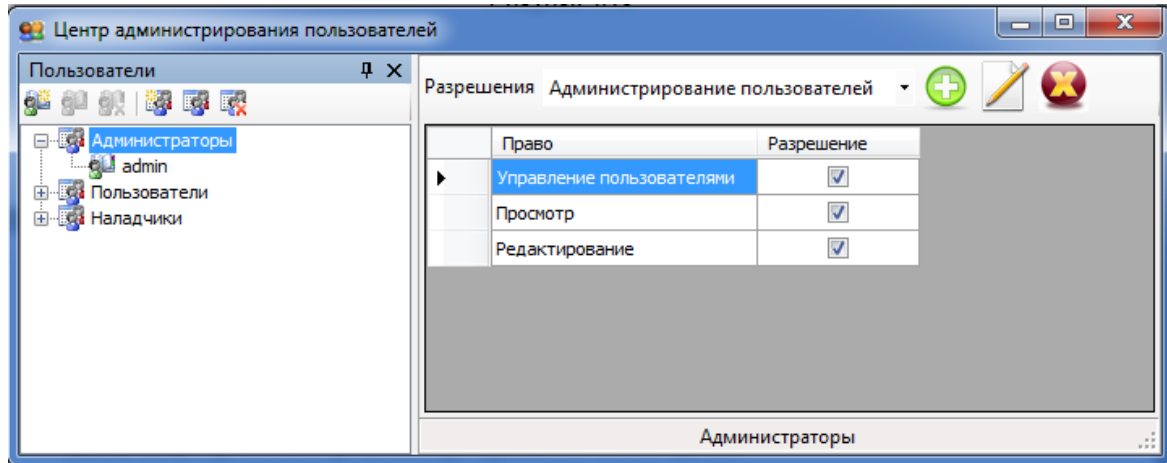 Центр администрирования пользователей
Пользователи
Разрешения Администрирование пользователей
Администраторы
admin
Пользователи
Наладчики
Право Разрешение
Управление пользователями
Просмотр
Редактирование
Администраторы